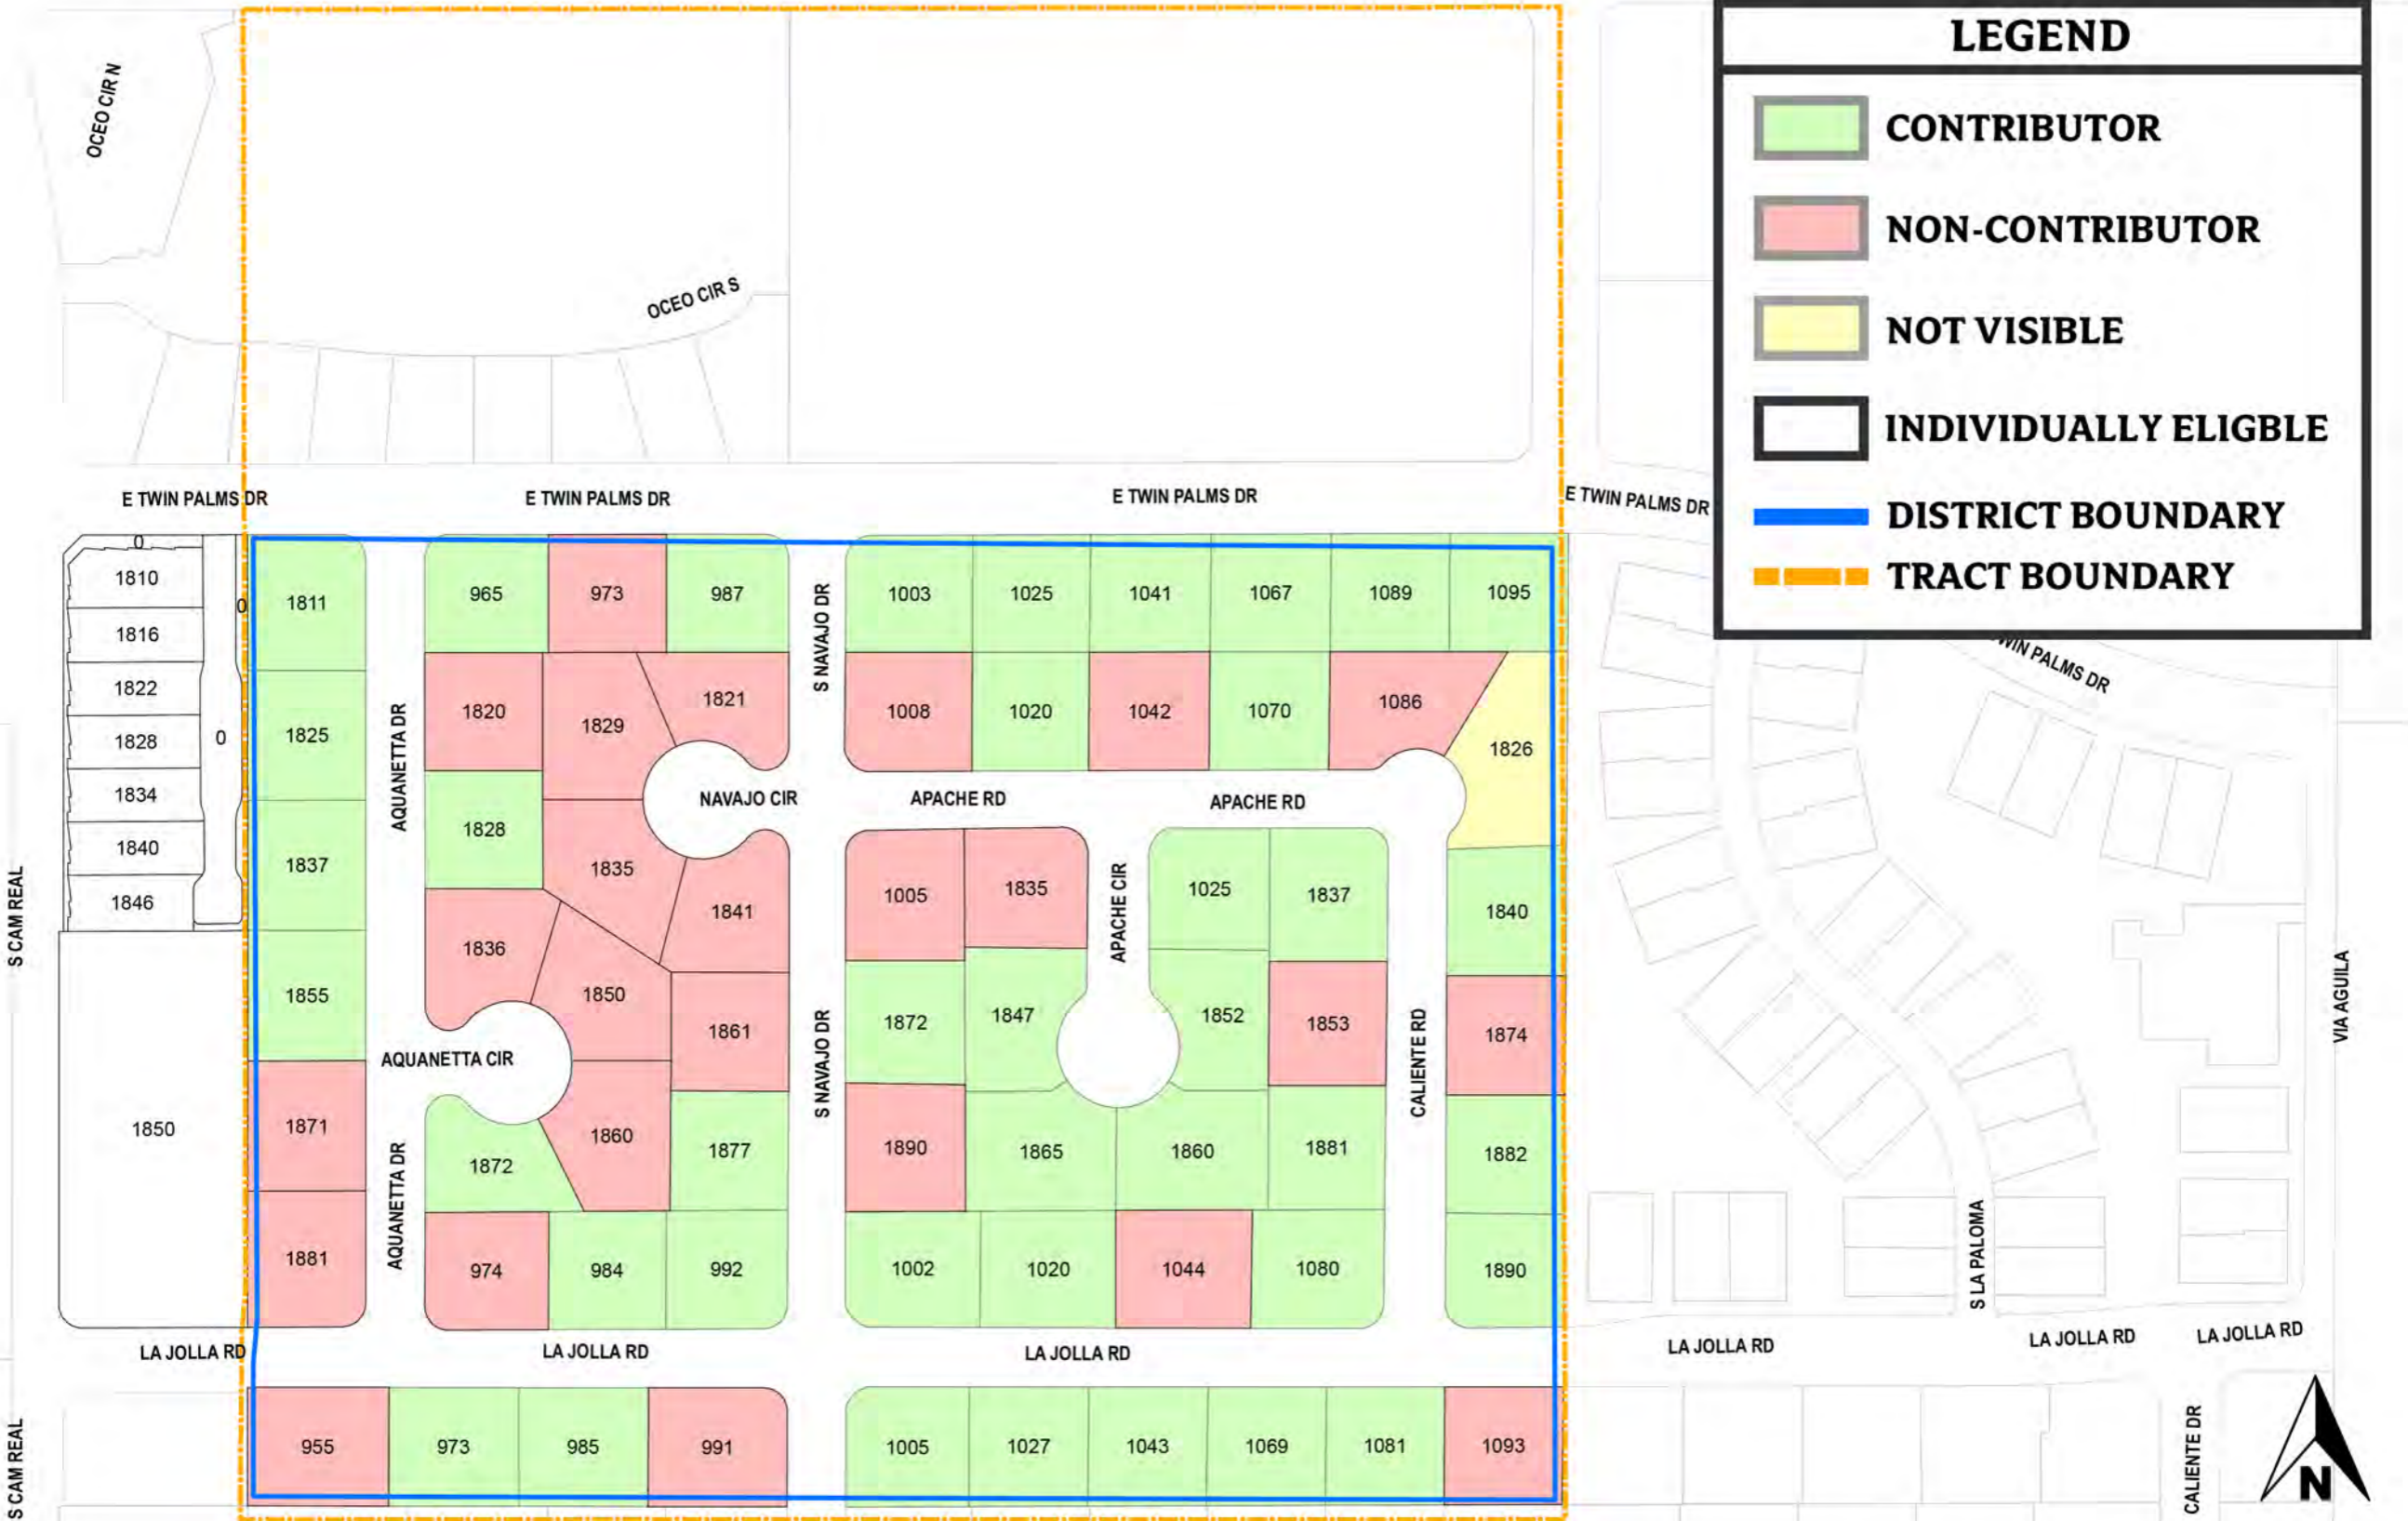 LEGEND
CONTRIBUTOR
NON-CONTRIBUTOR
NOT VISIBLE
INDIVIDUALLY ELIGBLE
DISTRICT BOUNDARY
TRACT BOUNDARY
OCEO CIR N
OCEO CIR S
E TWIN PALMS DR
E TWIN PALMS DR
E TWIN PALMS DR
E TWIN PALMS DR
TWIN PALMS DR
0
1810
1816
1822
1828
1834
1840
1846
0
0
1850
S CAM REAL
S CAM REAL
1811
1825
1837
1855
1871
1881
AQUANETTA DR
AQUANETTA DR
965
973
987
1820
1829
1821
1828
1835
1841
1836
1850
1861
1872
1860
1877
974
984
992
NAVAJO CIR
AQUANETTA CIR
S NAVAJO DR
S NAVAJO DR
1003
1025
1041
1067
1089
1095
1008
1020
1042
1070
1086
1826
APACHE RD
APACHE RD
1005
1835
APACHE CIR
1025
1837
1840
1872
1847
1852
1853
CALIENTE RD
1874
1890
1865
1860
1881
1882
1002
1020
1044
1080
1890
LA JOLLA RD
LA JOLLA RD
LA JOLLA RD
LA JOLLA RD
LA JOLLA RD
LA JOLLA RD
955
973
985
991
1005
1027
1043
1069
1081
1093
S LA PALOMA
VIA AGUILA
CALIENTE DR
N